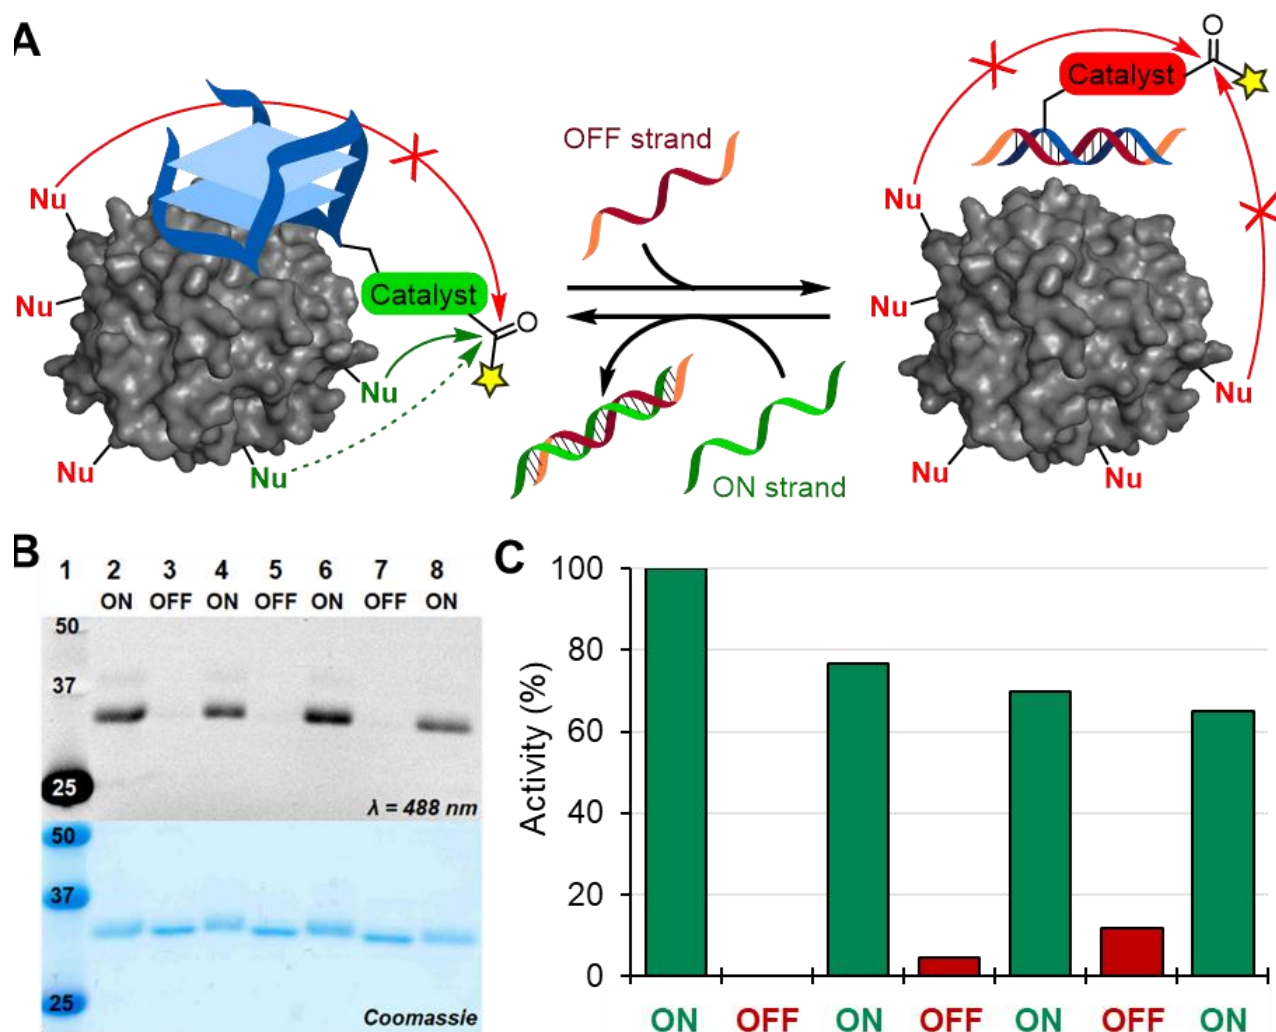 A
OFF strand
Catalyst
O
Nu
Nu
Nu
Nu
Nu
ON strand
Catalyst
O
Nu
Nu
Nu
Nu
Nu
B
1 2 3 4 5 6 7 8
ON OFF ON OFF ON OFF ON
50
37
25
λ = 488 nm
50
37
25
Coomassie
C
Activity (%)
100
80
60
40
20
0
ON OFF ON OFF ON OFF ON